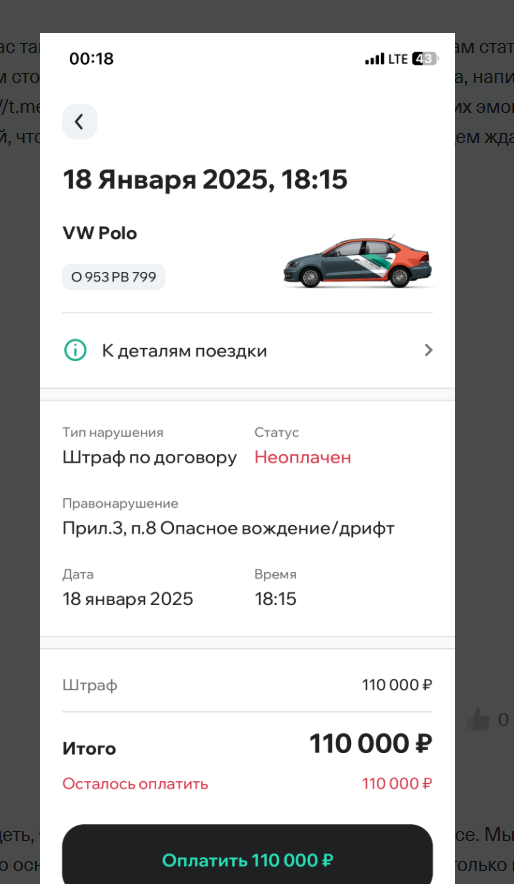 00:18
LTE 43
18 Января 2025, 18:15
VW Polo
О 953 РВ 799
К деталям поездки
Тип нарушения Статус
Штраф по договору Неоплачен
Правонарушение
Прил.3, п.8 Опасное вождение/дрифт
Дата Время
18 января 2025 18:15
Штраф 110 000 ₽
0
Итого 110 000 ₽
Осталось оплатить 110 000 ₽
Оплатить 110 000 ₽